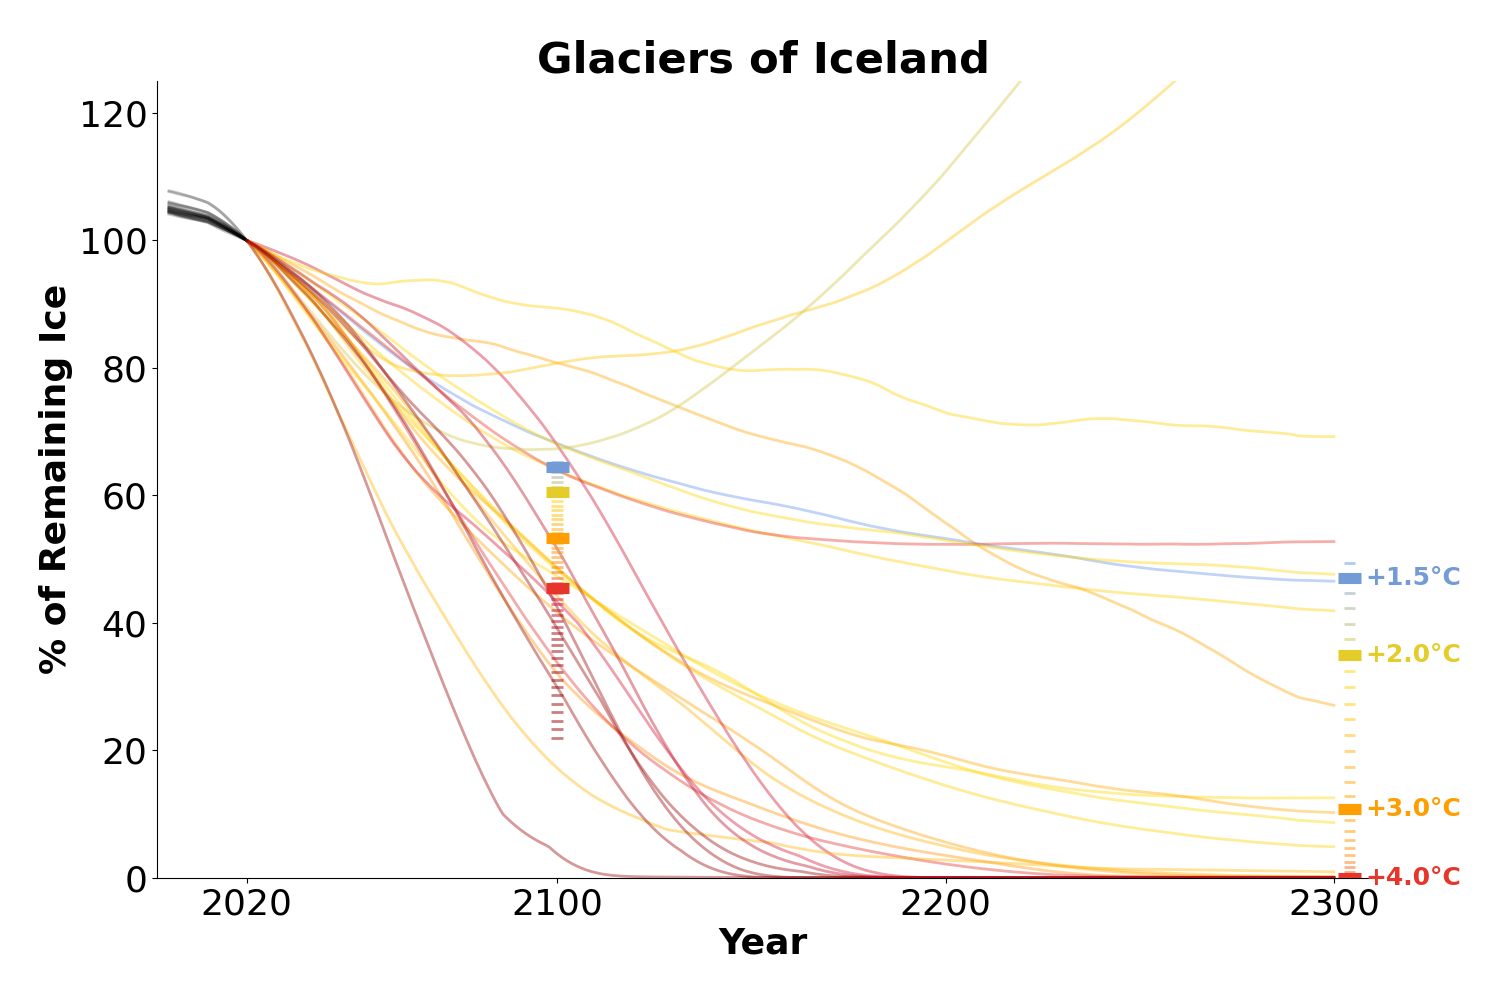 Glaciers of Iceland
% of Remaining Ice
120
100
80
60
40
20
0
+1.5°C
+2.0°C
+3.0°C
+4.0°C
2020
2100
2200
2300
Year